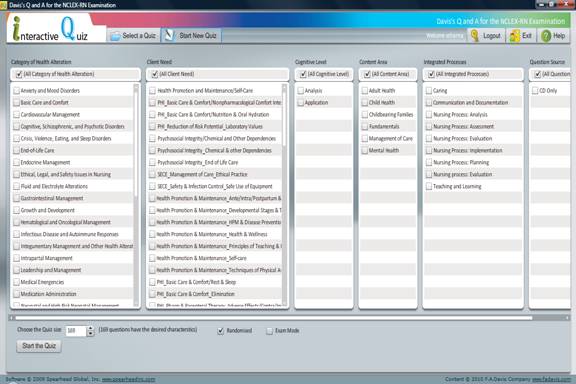 Davis's Q and A for the NCLEX-RN Examination
Davis's Q and A for the NCLEX-RN Examination
interactive Quiz
Select a Quiz
Start New Quiz
Logout
Exit
Help
Category of Health Alteration
(All Category of Health Alteration)
Anxiety and Mood Disorders
Basic Care and Comfort
Cardiovascular Management
Cognitive, Schizophrenic, and Psychotic Disorders
Crisis, Violence, Eating, and Sleep Disorders
End-of-Life Care
Endocrine Management
Ethical, Legal, and Safety Issues in Nursing
Fluid and Electrolyte Alterations
Gastrointestinal Management
Growth and Development
Hematological and Oncological Management
Infectious Disease and Autoimmune Responses
Integumentary Management and Other Health Alterat
Intrapartal Management
Leadership and Management
Medical Emergencies
Medication Administration
Neonatal and High Risk Neonatal Management
Client Need
(All Client Need)
Health Promotion and Maintenance/Self-Care
PHI_Basic Care & Comfort/Nonpharmacological Comfort Inte
PHI_Basic Care & Comfort/Nutrition & Oral Hydration
PHI_Reduction of Risk Potential_Laboratory Values
Psychosocial Integrity/Chemical and Other Dependencies
Psychosocial Integrity_Chemical & other Dependencies
Psychosocial Integrity_End of Life Care
SECE_Management of Care_Ethical Practice
SECE_Safety & Infection Control_Safe Use of Equipment
Health Promotion & Maintenance_Ante/Intra/Postpartum &
Health Promotion & Maintenance_Developmental Stages & T
Health Promotion & Maintenance_HPM & Disease Preventio
Health Promotion & Maintenance_Health & Wellness
Health Promotion & Maintenance_Principles of Teaching &
Health Promotion & Maintenance_Self-care
Health Promotion & Maintenance_Techniques of Physical A
PHI_Basic Care & Comfort/Rest & Sleep
PHI_Basic Care & Comfort_Elimination
Cognitive Level
(All Cognitive Level)
Analysis
Application
Content Area
(All Content Area)
Adult Health
Child Health
Childbearing Families
Fundamentals
Management of Care
Mental Health
Integrated Processes
(All Integrated Processes)
Caring
Communication and Documentation
Nursing Process: Analysis
Nursing Process: Assessment
Nursing Process: Evaluation
Nursing Process: Implementation
Nursing Process: Planning
Nursing process: Evaluation
Teaching and Learning
Question Source
(All Question
CD Only
Choose the Quiz size: 169 (169 questions have the desired characteristics)
Randomised
Exam Mode
Start the Quiz
Software © 2009 Spearhead Global, Inc. www.spearheadinc.com
Content © 2010 F.A.Davis Company www.fadavis.com